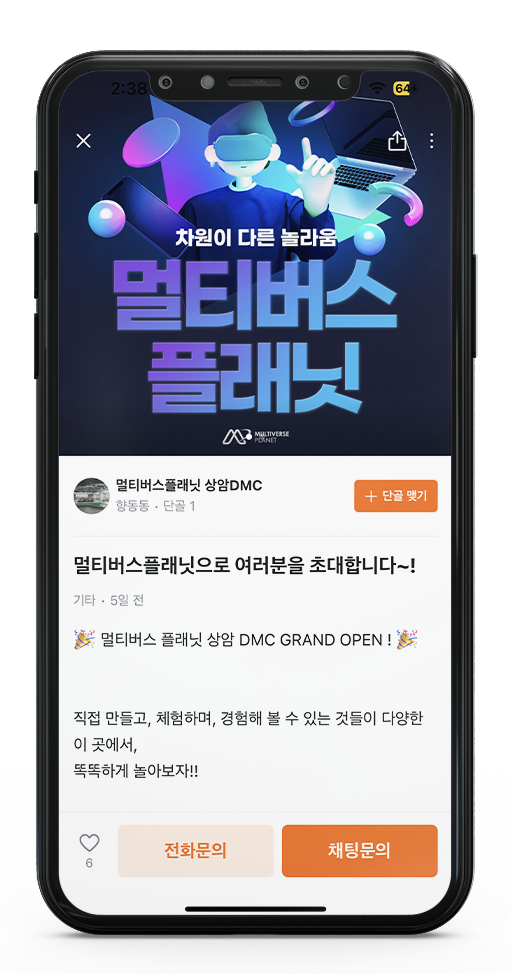 2:38
64
차원이 다른 놀라움
멀티버스
플래닛
MULTIVERSE
PLANET
멀티버스플래닛 상암DMC
향동동 · 단골 1
+ 단골 맺기
멀티버스플래닛으로 여러분을 초대합니다~!
기타 · 5일 전
🎉 멀티버스 플래닛 상암 DMC GRAND OPEN ! 🎉
직접 만들고, 체험하며, 경험해 볼 수 있는 것들이 다양한
이 곳에서,
똑똑하게 놀아보자!!
6
전화문의
채팅문의